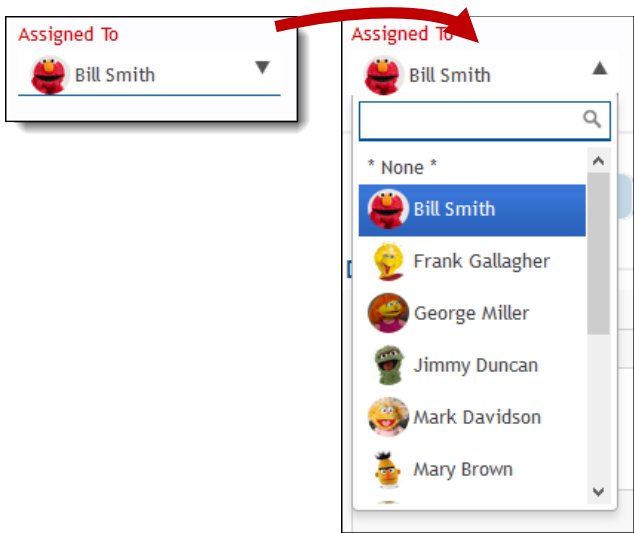 Assigned To
Bill Smith
Assigned To
Bill Smith
* None *
Bill Smith
Frank Gallagher
George Miller
Jimmy Duncan
Mark Davidson
Mary Brown